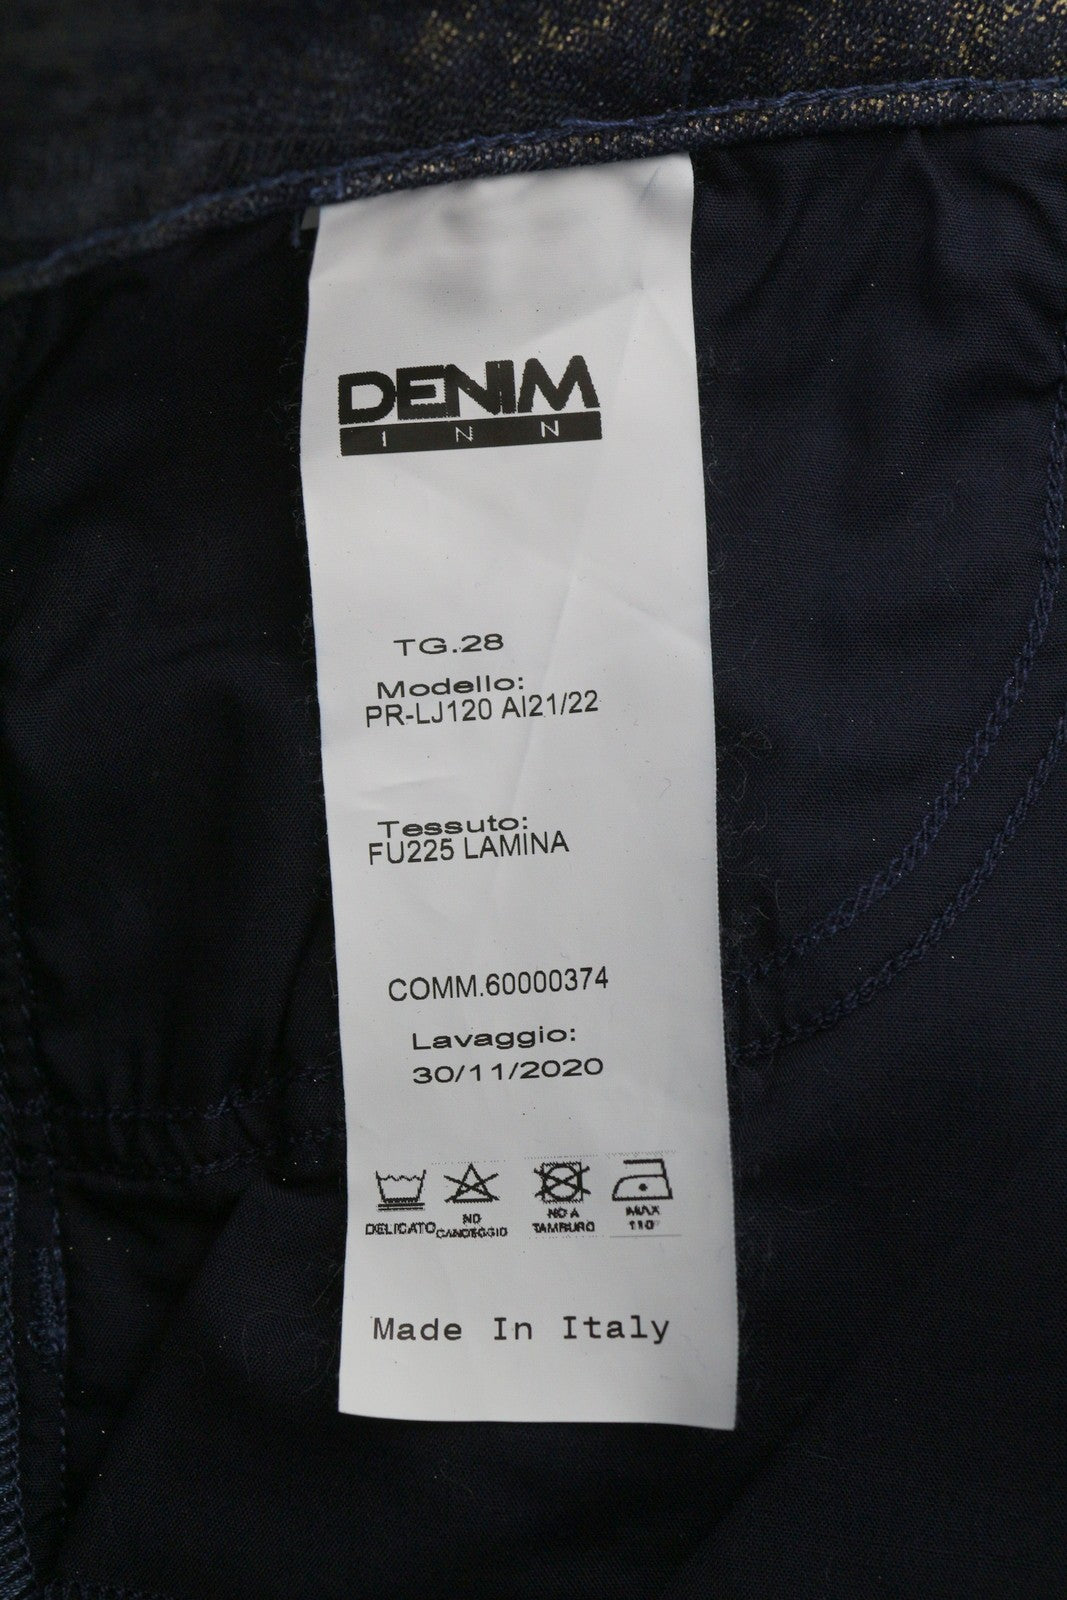 DENIM
INN
TG.28
Modello:
PR-LJ120 AI21/22
Tessuto:
FU225 LAMINA
COMM.60000374
Lavaggio:
30/11/2020
DELICATO
NO
CANDEGGIO
NO A
TAMBURO
MAX
110°
Made In Italy